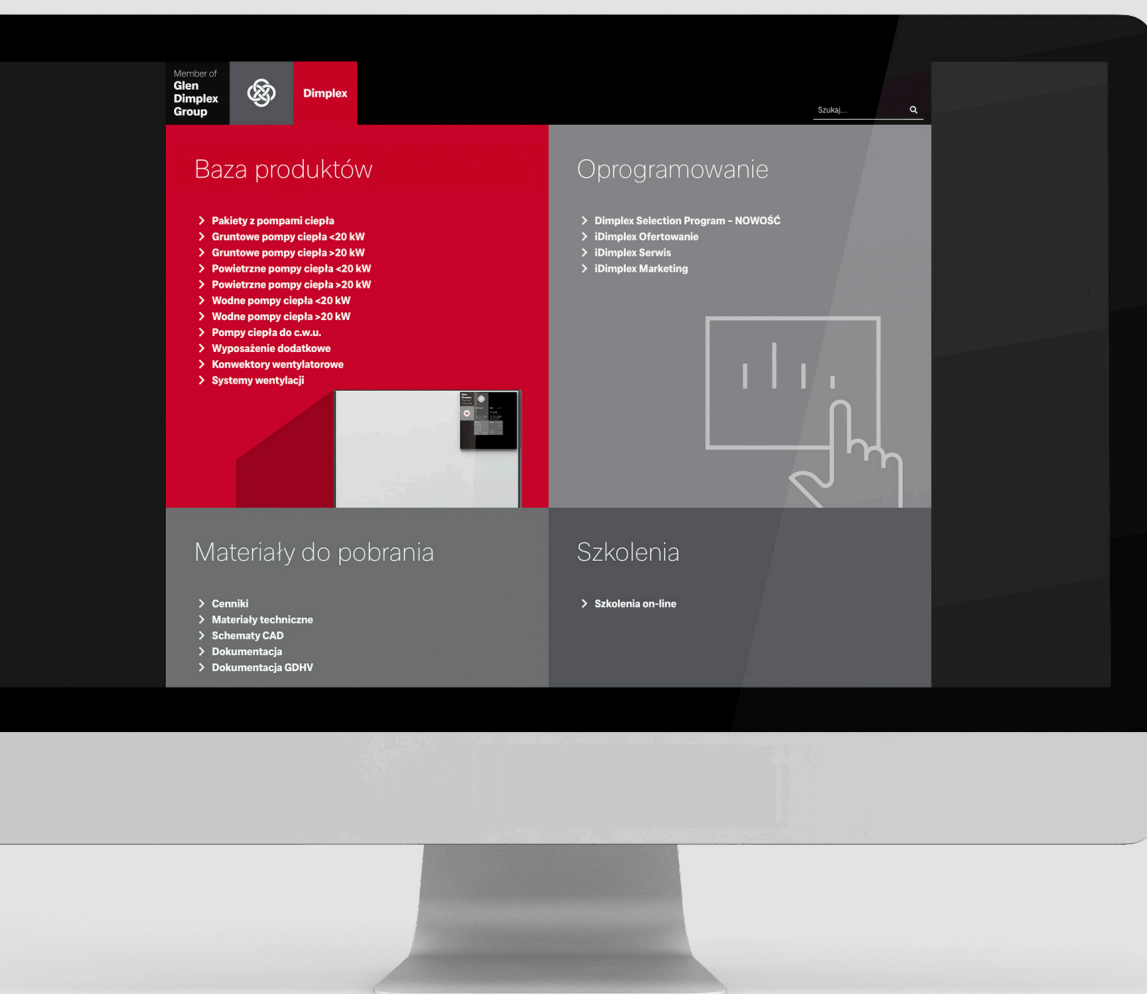 Member of
Glen
Dimplex
Group
Dimplex
Szukaj...
Baza produktów
Pakiety z pompami ciepła
Gruntowe pompy ciepła <20 kW
Gruntowe pompy ciepła >20 kW
Powietrzne pompy ciepła <20 kW
Powietrzne pompy ciepła >20 kW
Wodne pompy ciepła <20 kW
Wodne pompy ciepła >20 kW
Pompy ciepła do c.w.u.
Wyposażenie dodatkowe
Konwektory wentylatorowe
Systemy wentylacji
Oprogramowanie
Dimplex Selection Program – NOWOŚĆ
iDimplex Ofertowanie
iDimplex Serwis
iDimplex Marketing
Materiały do pobrania
Cenniki
Materiały techniczne
Schematy CAD
Dokumentacja
Dokumentacja GDHV
Szkolenia
Szkolenia on-line